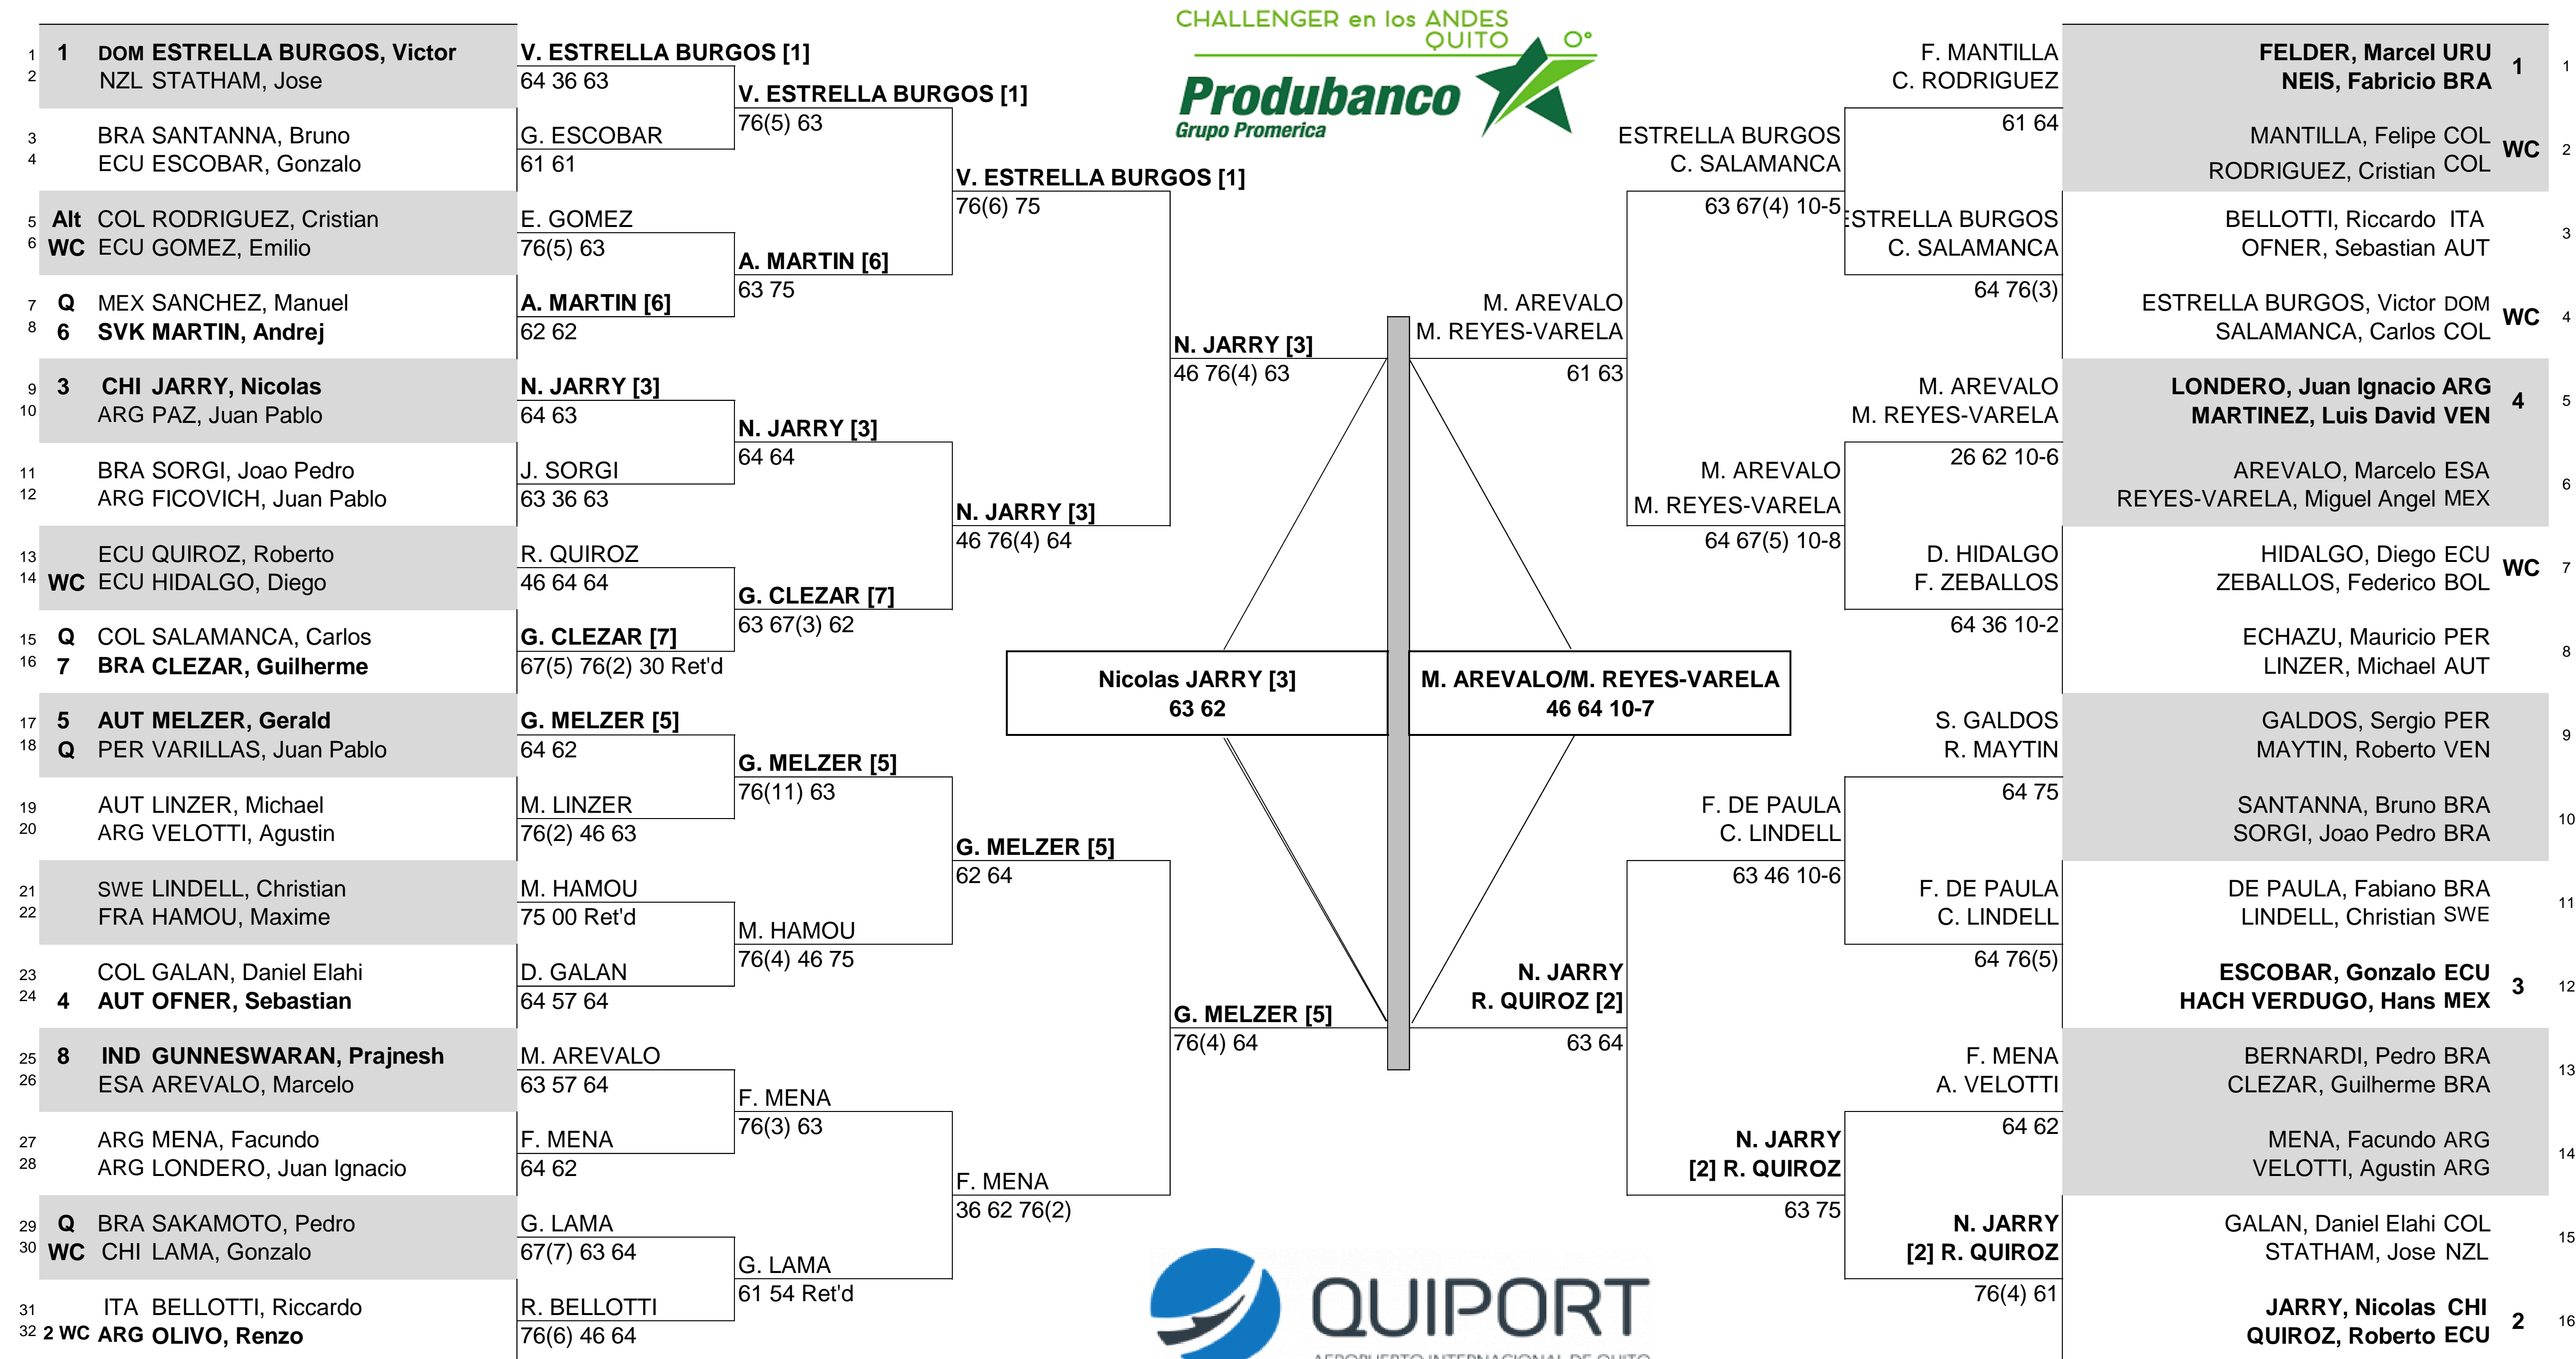 CHALLENGER en los ANDES
QUITO
Produbanco
Grupo Promerica
1 1 DOM ESTRELLA BURGOS, Victor
2 NZL STATHAM, Jose
3 BRA SANTANNA, Bruno
4 ECU ESCOBAR, Gonzalo
5 Alt COL RODRIGUEZ, Cristian
6 WC ECU GOMEZ, Emilio
7 Q MEX SANCHEZ, Manuel
8 6 SVK MARTIN, Andrej
9 3 CHI JARRY, Nicolas
10 ARG PAZ, Juan Pablo
11 BRA SORGI, Joao Pedro
12 ARG FICOVICH, Juan Pablo
13 ECU QUIROZ, Roberto
14 WC ECU HIDALGO, Diego
15 Q COL SALAMANCA, Carlos
16 7 BRA CLEZAR, Guilherme
17 5 AUT MELZER, Gerald
18 Q PER VARILLAS, Juan Pablo
19 AUT LINZER, Michael
20 ARG VELOTTI, Agustin
21 SWE LINDELL, Christian
22 FRA HAMOU, Maxime
23 COL GALAN, Daniel Elahi
24 4 AUT OFNER, Sebastian
25 8 IND GUNNESWARAN, Prajnesh
26 ESA AREVALO, Marcelo
27 ARG MENA, Facundo
28 ARG LONDERO, Juan Ignacio
29 Q BRA SAKAMOTO, Pedro
30 WC CHI LAMA, Gonzalo
31 ITA BELLOTTI, Riccardo
32 2 WC ARG OLIVO, Renzo
V. ESTRELLA BURGOS [1]
64 36 63
G. ESCOBAR
61 61
E. GOMEZ
76(5) 63
A. MARTIN [6]
62 62
N. JARRY [3]
64 63
J. SORGI
63 36 63
R. QUIROZ
46 64 64
G. CLEZAR [7]
67(5) 76(2) 30 Ret'd
G. MELZER [5]
64 62
M. LINZER
76(2) 46 63
M. HAMOU
75 00 Ret'd
D. GALAN
64 57 64
M. AREVALO
63 57 64
F. MENA
64 62
G. LAMA
67(7) 63 64
R. BELLOTTI
76(6) 46 64
V. ESTRELLA BURGOS [1]
76(5) 63
A. MARTIN [6]
63 75
N. JARRY [3]
64 64
G. CLEZAR [7]
63 67(3) 62
G. MELZER [5]
76(11) 63
M. HAMOU
76(4) 46 75
F. MENA
76(3) 63
G. LAMA
61 54 Ret'd
V. ESTRELLA BURGOS [1]
76(6) 75
N. JARRY [3]
46 76(4) 64
G. MELZER [5]
62 64
F. MENA
36 62 76(2)
N. JARRY [3]
46 76(4) 63
G. MELZER [5]
76(4) 64
Nicolas JARRY [3]
63 62
M. AREVALO/M. REYES-VARELA
46 64 10-7
M. AREVALO
M. REYES-VARELA
61 63
N. JARRY
R. QUIROZ [2]
63 64
ESTRELLA BURGOS
C. SALAMANCA
63 67(4) 10-5
M. AREVALO
M. REYES-VARELA
64 67(5) 10-8
F. DE PAULA
C. LINDELL
63 46 10-6
N. JARRY
[2] R. QUIROZ
63 75
F. MANTILLA
C. RODRIGUEZ
61 64
ESTRELLA BURGOS
C. SALAMANCA
64 76(3)
M. AREVALO
M. REYES-VARELA
26 62 10-6
D. HIDALGO
F. ZEBALLOS
64 36 10-2
S. GALDOS
R. MAYTIN
64 75
F. DE PAULA
C. LINDELL
64 76(5)
F. MENA
A. VELOTTI
64 62
N. JARRY
[2] R. QUIROZ
76(4) 61
FELDER, Marcel URU
NEIS, Fabricio BRA 1 1
MANTILLA, Felipe COL
RODRIGUEZ, Cristian COL WC 2
BELLOTTI, Riccardo ITA
OFNER, Sebastian AUT 3
ESTRELLA BURGOS, Victor DOM
SALAMANCA, Carlos COL WC 4
LONDERO, Juan Ignacio ARG
MARTINEZ, Luis David VEN 4 5
AREVALO, Marcelo ESA
REYES-VARELA, Miguel Angel MEX 6
HIDALGO, Diego ECU
ZEBALLOS, Federico BOL WC 7
ECHAZU, Mauricio PER
LINZER, Michael AUT 8
GALDOS, Sergio PER
MAYTIN, Roberto VEN 9
SANTANNA, Bruno BRA
SORGI, Joao Pedro BRA 10
DE PAULA, Fabiano BRA
LINDELL, Christian SWE 11
ESCOBAR, Gonzalo ECU
HACH VERDUGO, Hans MEX 3 12
BERNARDI, Pedro BRA
CLEZAR, Guilherme BRA 13
MENA, Facundo ARG
VELOTTI, Agustin ARG 14
GALAN, Daniel Elahi COL
STATHAM, Jose NZL 15
JARRY, Nicolas CHI
QUIROZ, Roberto ECU 2 16
QUIPORT
AEROPUERTO INTERNACIONAL DE QUITO